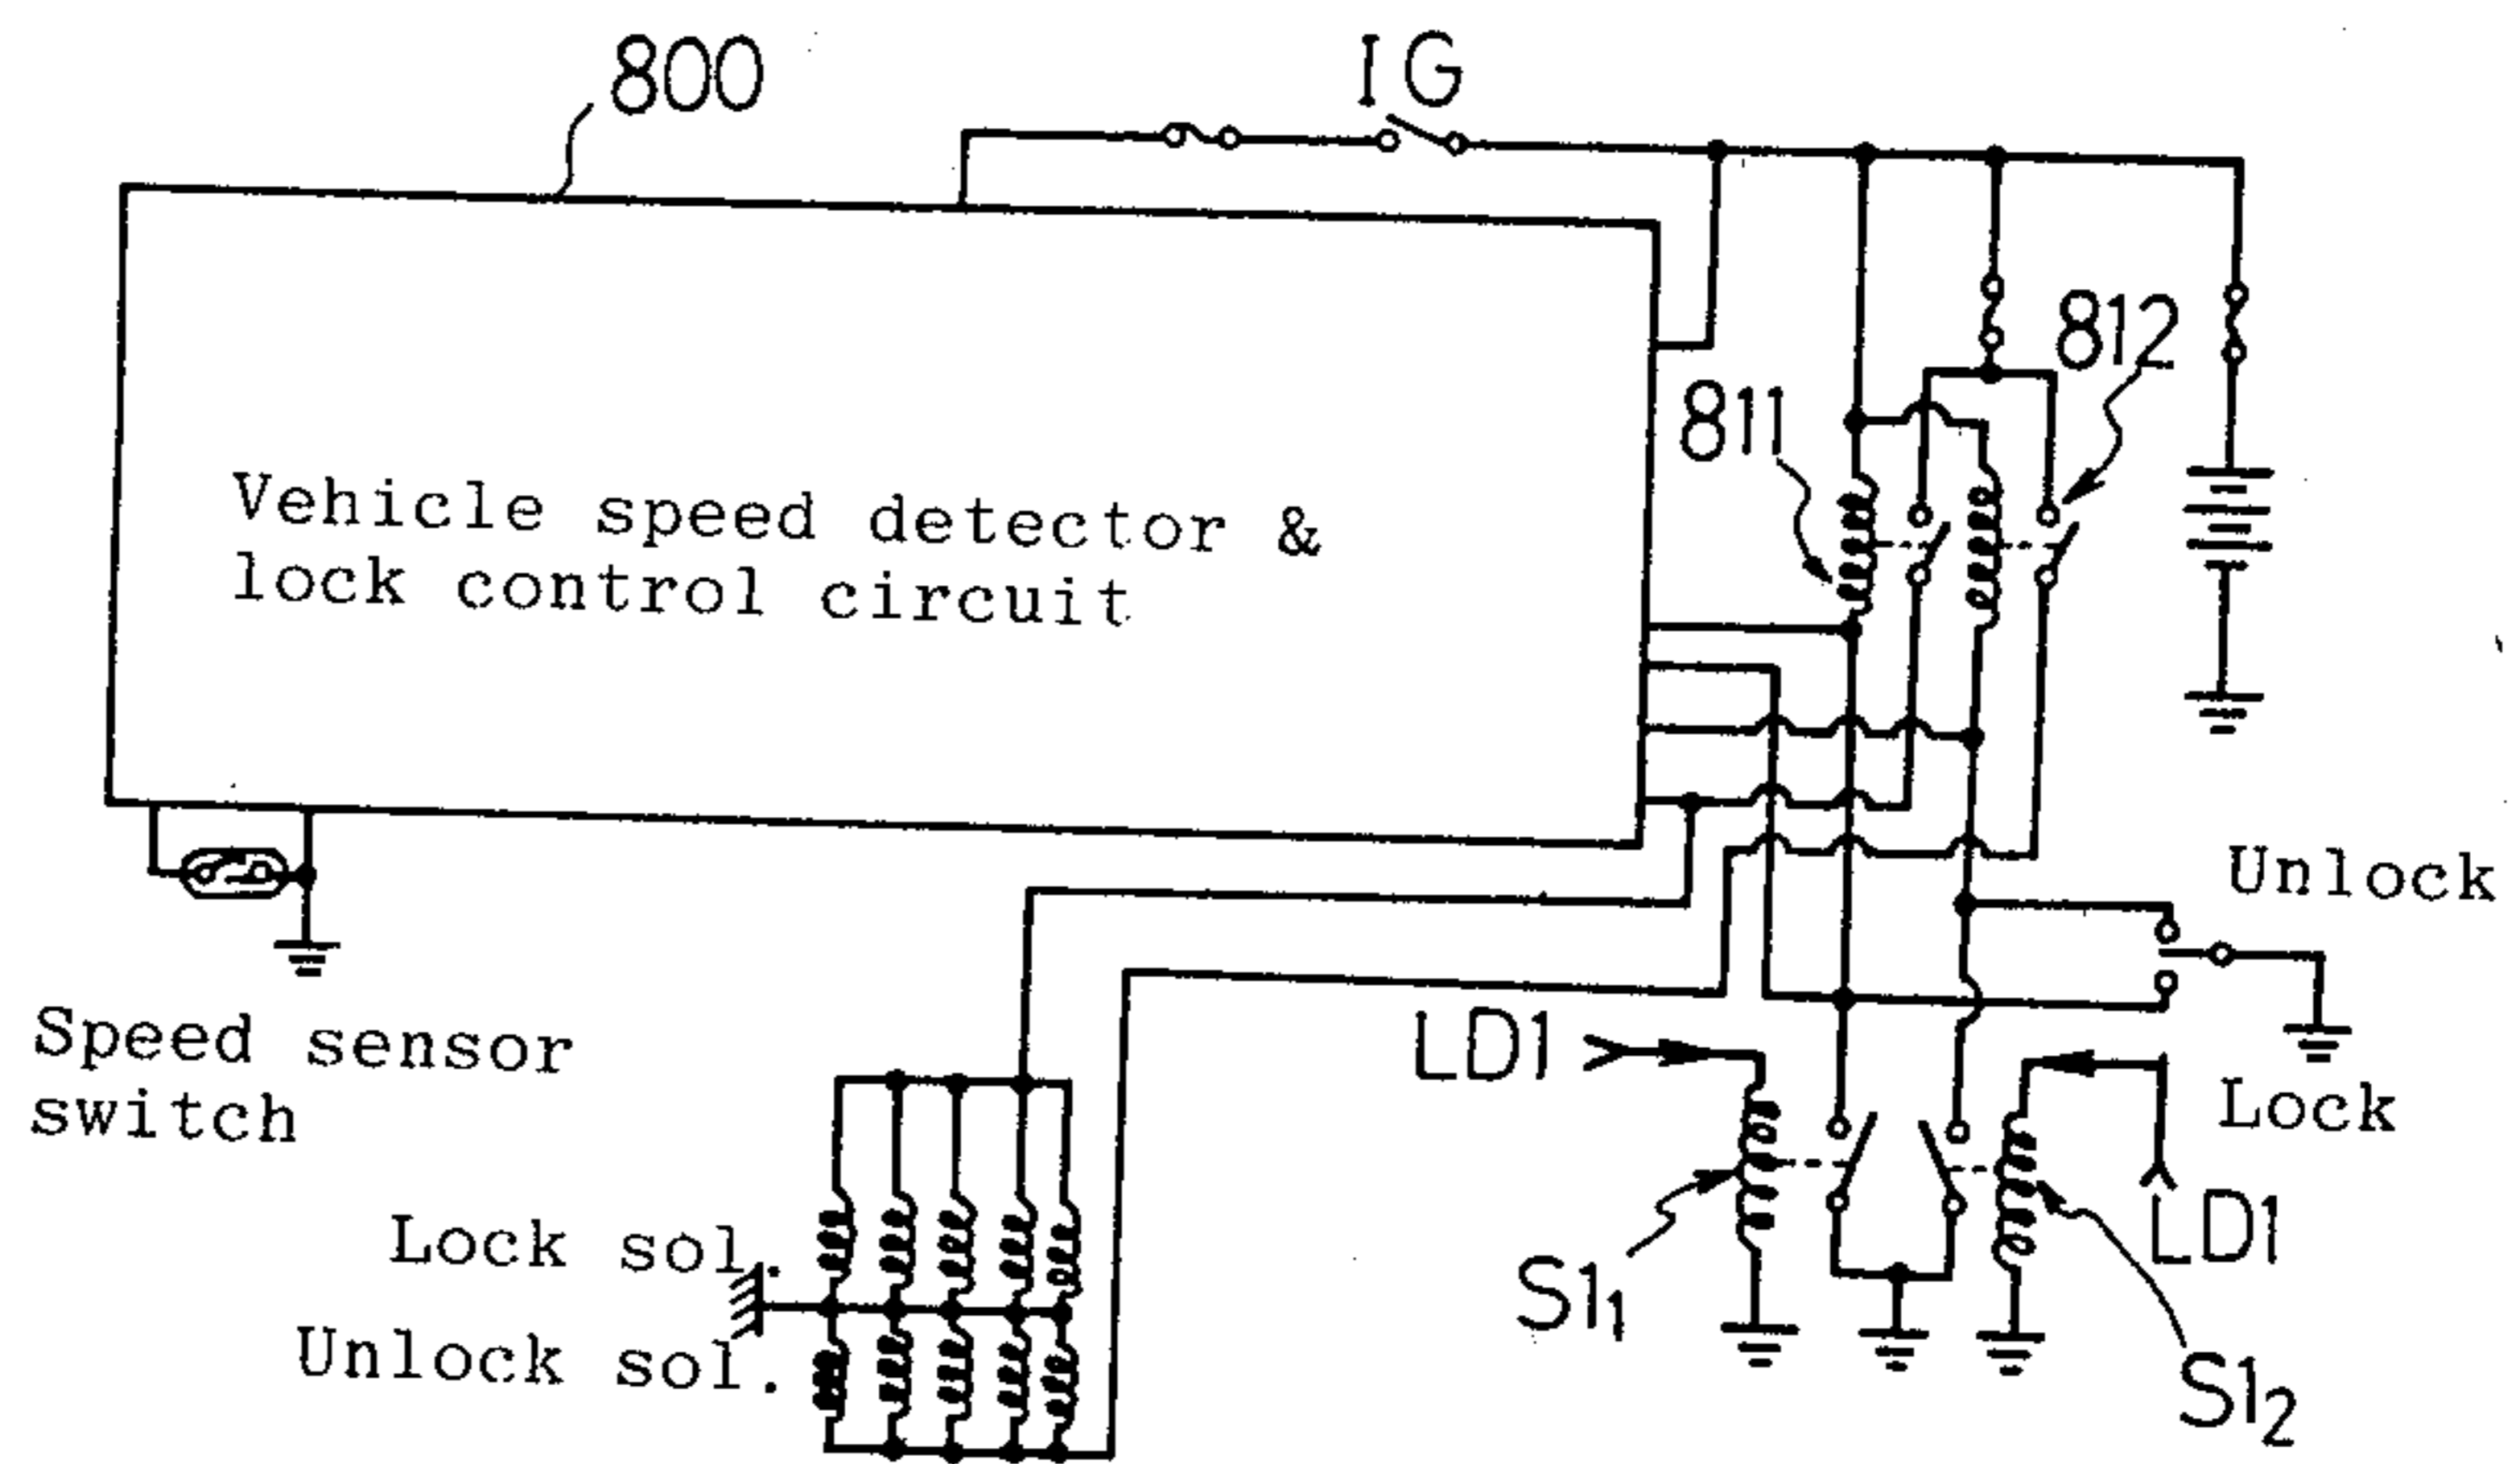 800
IG
812
811
Vehicle speed detector &
lock control circuit
Unlock
Speed sensor
switch
LD1
Lock
Lock sol.
LD1
S1₁
Unlock sol.
S1₂